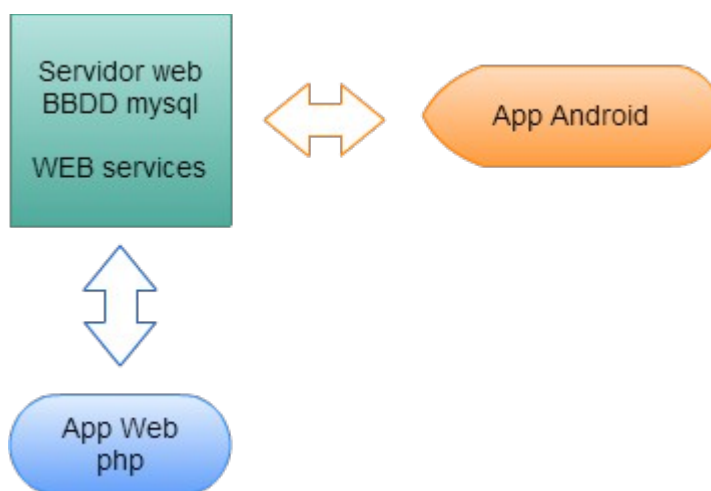 Servidor web
BBDD mysql
WEB services
App Android
App Web
php